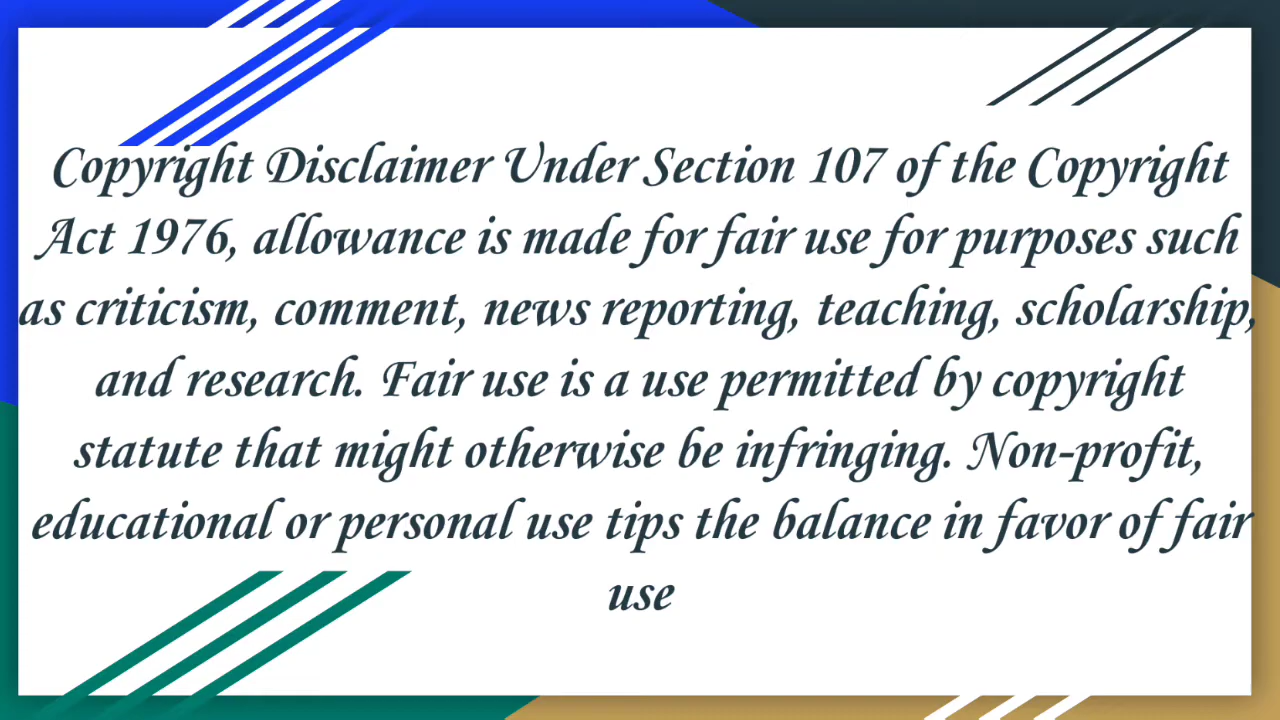 Copyright Disclaimer Under Section 107 of the Copyright
Act 1976, allowance is made for fair use for purposes such
as criticism, comment, news reporting, teaching, scholarship,
and research. Fair use is a use permitted by copyright
statute that might otherwise be infringing. Non-profit,
educational or personal use tips the balance in favor of fair
use